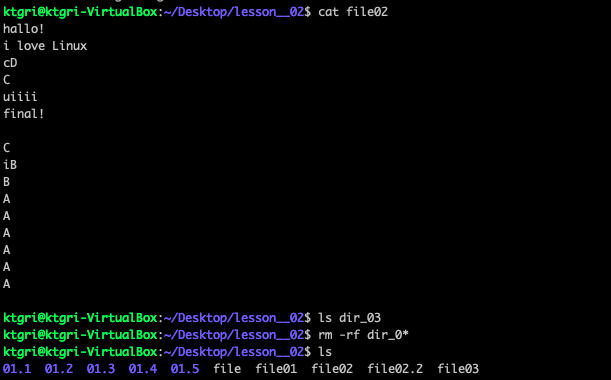 ktgri@ktgri-VirtualBox:~/Desktop/lesson__02$ cat file02
hallo!
i love Linux
cD
C
uiiii
final!

C
iB
B
A
A
A
A
A
A

ktgri@ktgri-VirtualBox:~/Desktop/lesson__02$ ls dir_03
ktgri@ktgri-VirtualBox:~/Desktop/lesson__02$ rm -rf dir_0*
ktgri@ktgri-VirtualBox:~/Desktop/lesson__02$ ls
01.1  01.2  01.3  01.4  01.5  file  file01  file02  file02.2  file03